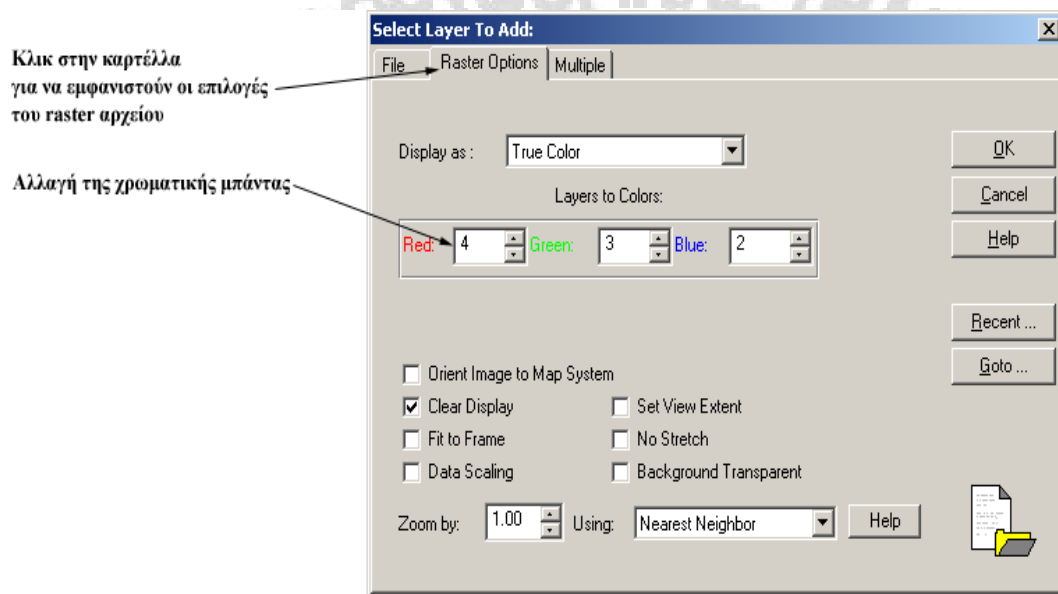 Select Layer To Add:
Κλικ στην καρτέλλα
για να εμφανιστούν οι επιλογές
του raster αρχείου
File Raster Options Multiple
Display as : True Color OK
Αλλαγή της χρωματικής μπάντας
Layers to Colors: Cancel
Red: 4 Green: 3 Blue: 2 Help
Recent ...
Goto ...
Orient Image to Map System
Clear Display Set View Extent
Fit to Frame No Stretch
Data Scaling Background Transparent
Zoom by: 1.00 Using: Nearest Neighbor Help